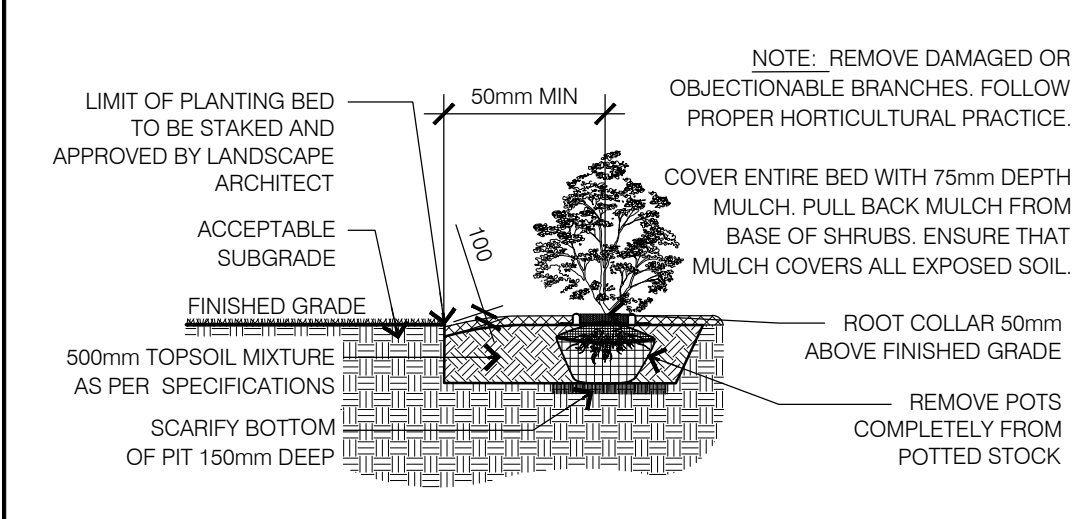 LIMIT OF PLANTING BED
TO BE STAKED AND
APPROVED BY LANDSCAPE
ARCHITECT
ACCEPTABLE
SUBGRADE
FINISHED GRADE
500mm TOPSOIL MIXTURE
AS PER SPECIFICATIONS
SCARIFY BOTTOM
OF PIT 150mm DEEP
50mm MIN
100
NOTE: REMOVE DAMAGED OR
OBJECTIONABLE BRANCHES. FOLLOW
PROPER HORTICULTURAL PRACTICE.
COVER ENTIRE BED WITH 75mm DEPTH
MULCH. PULL BACK MULCH FROM
BASE OF SHRUBS. ENSURE THAT
MULCH COVERS ALL EXPOSED SOIL.
ROOT COLLAR 50mm
ABOVE FINISHED GRADE
REMOVE POTS
COMPLETELY FROM
POTTED STOCK